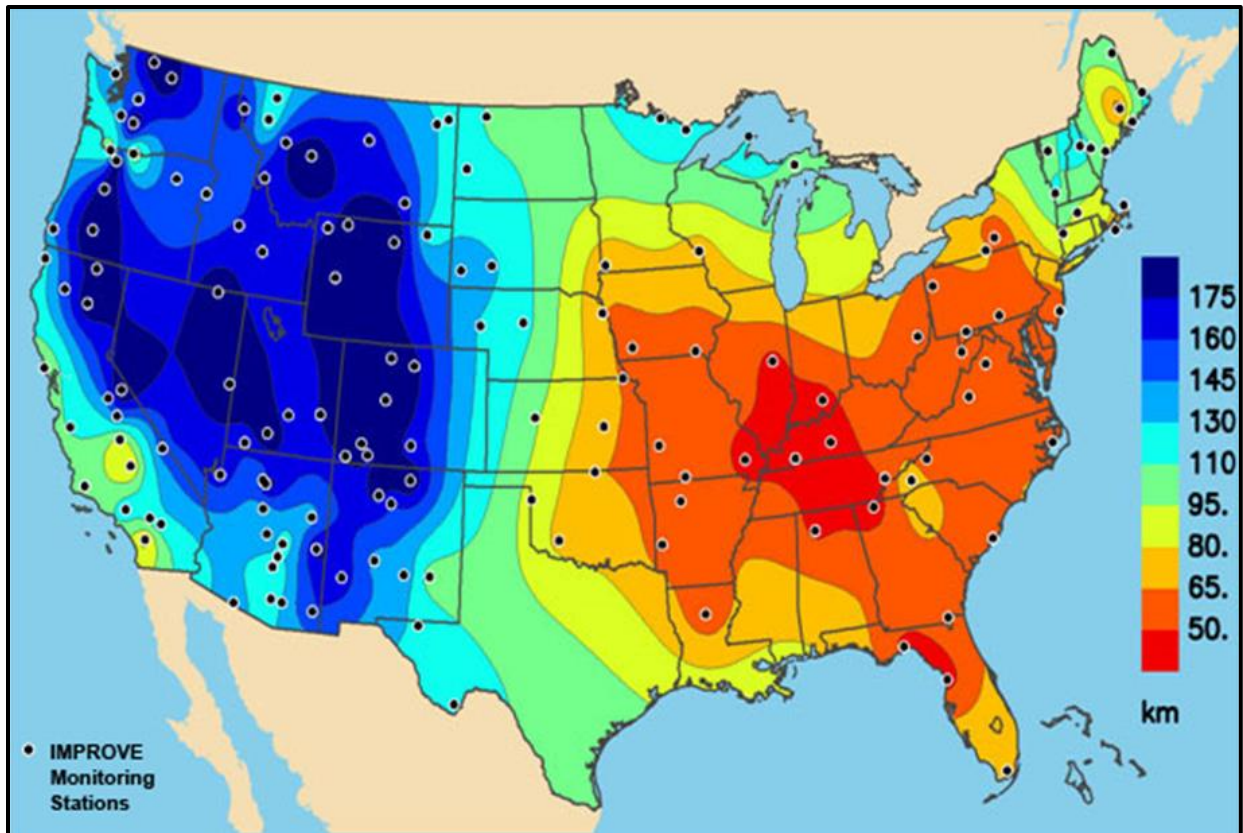 175
160
145
130
110
95.
80.
65.
50.
km
IMPROVE
Monitoring
Stations